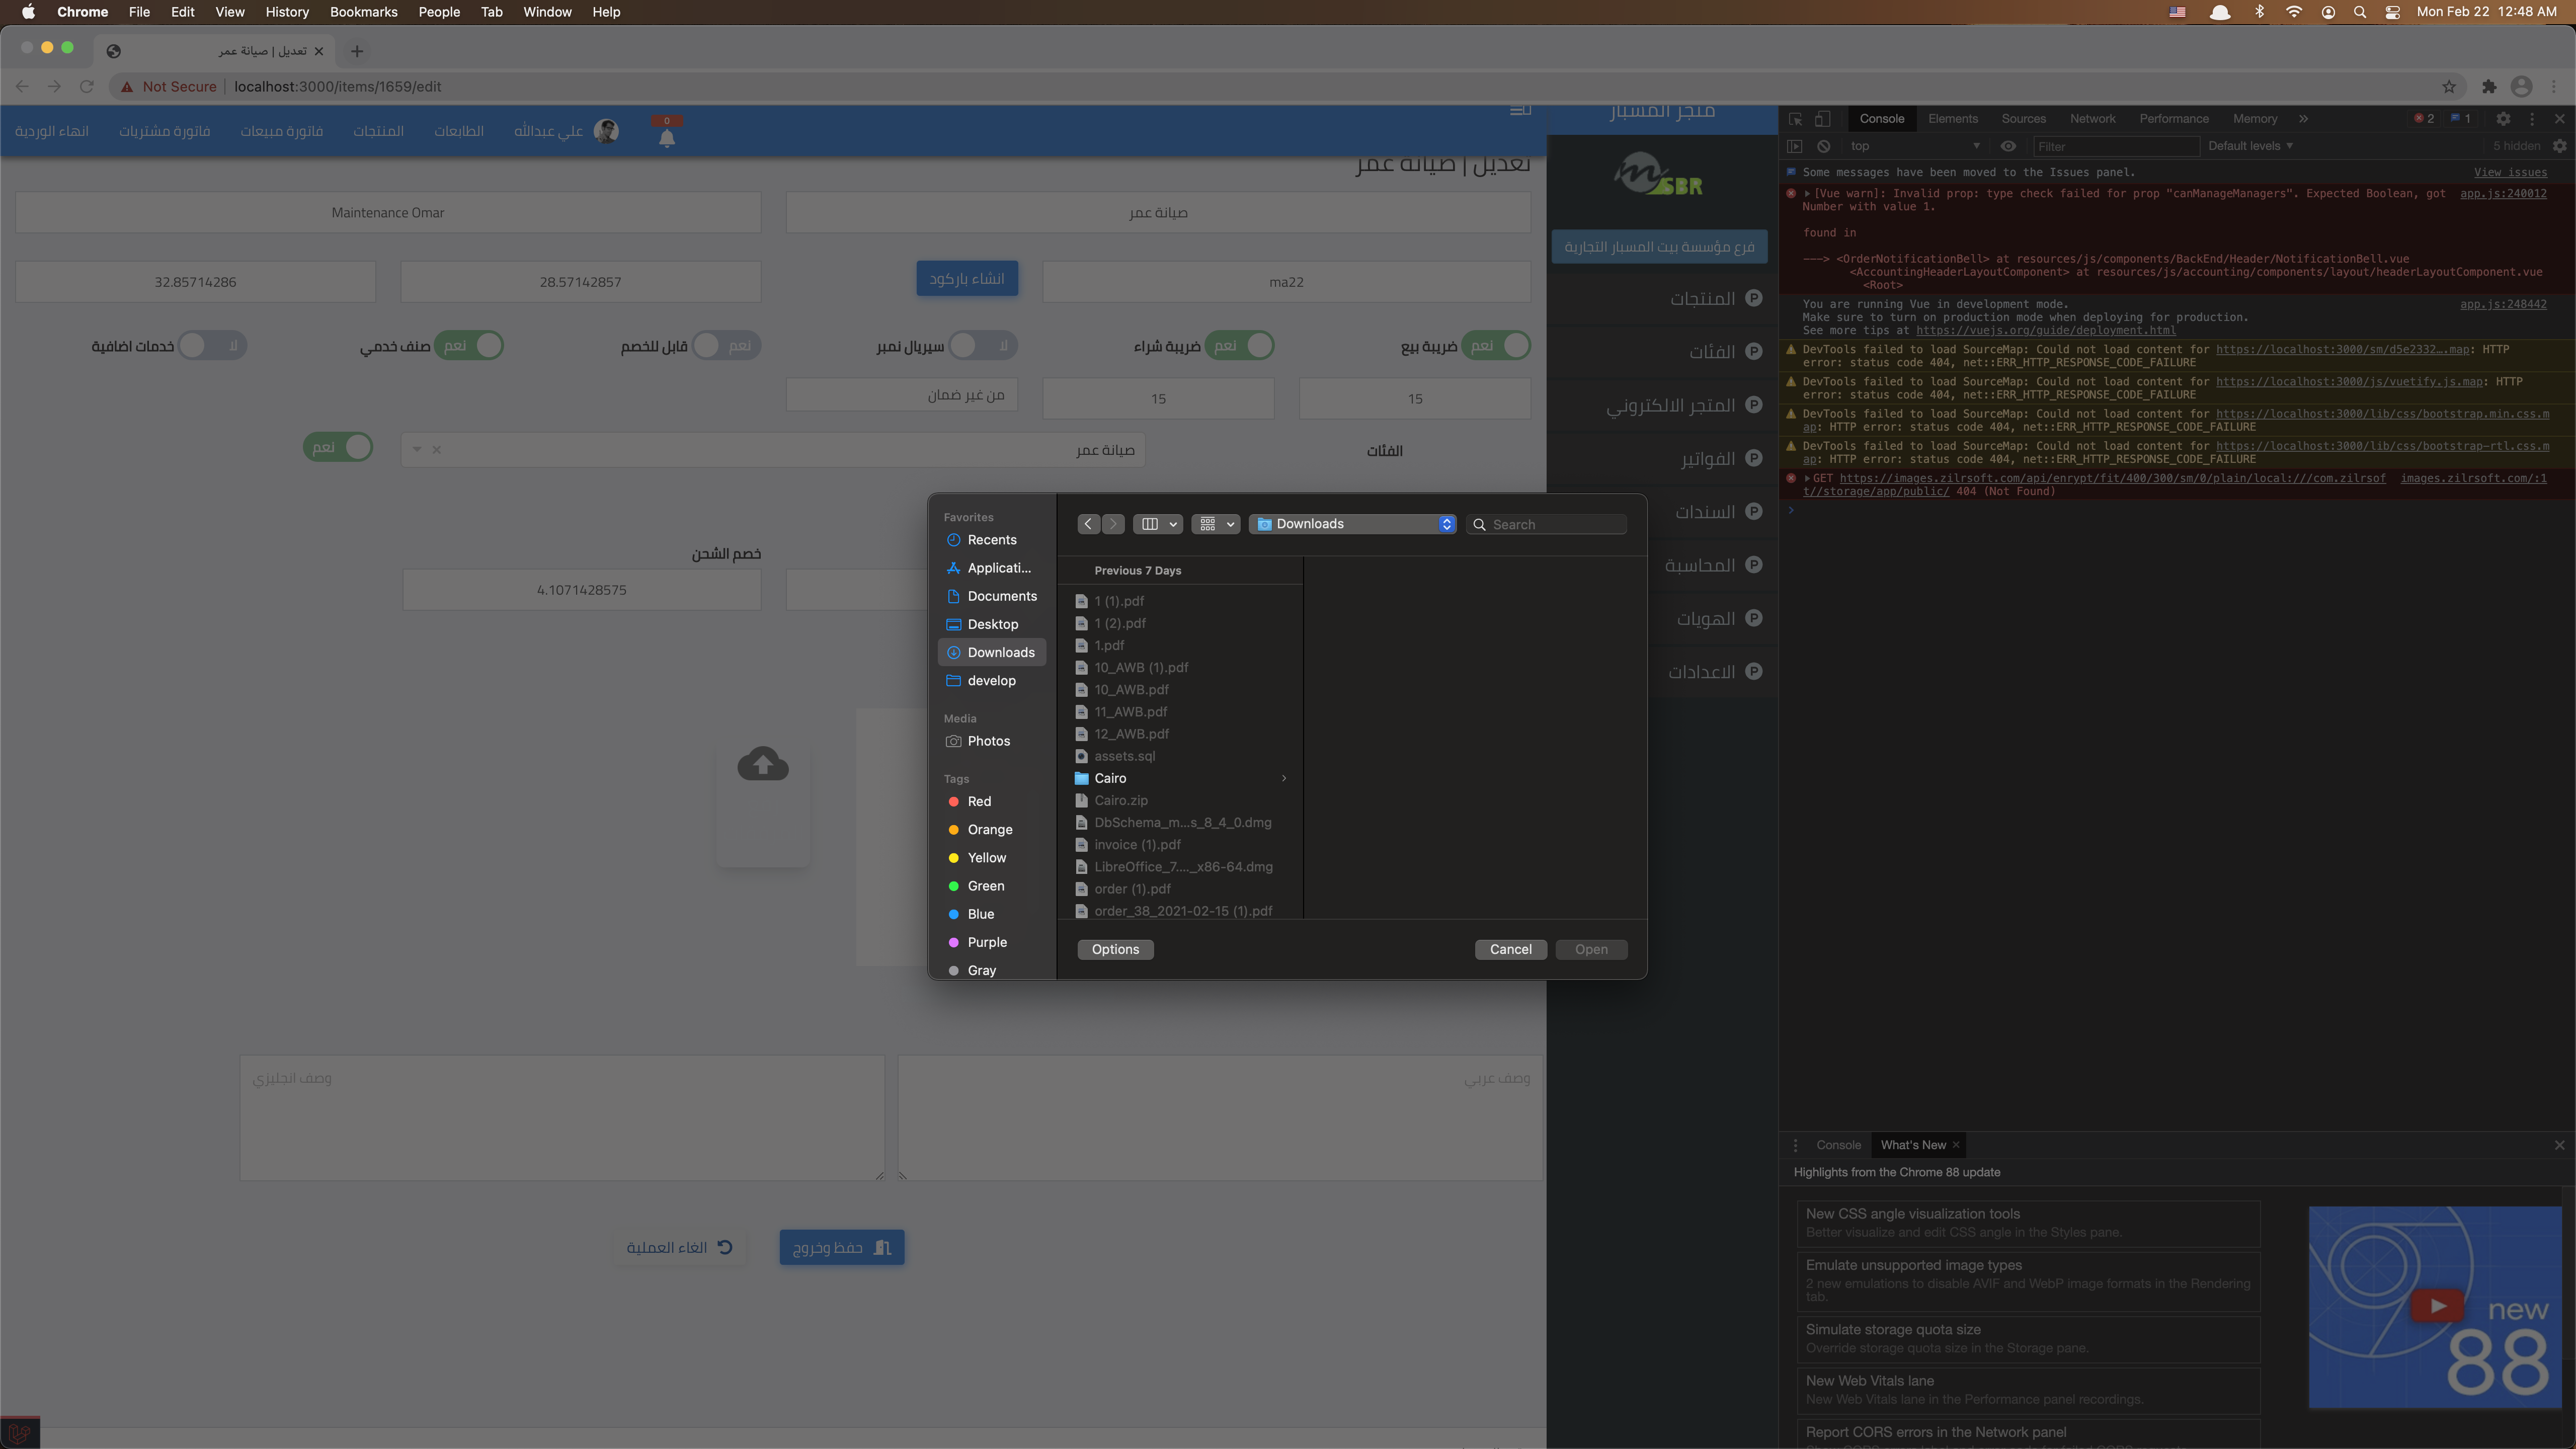 Chrome File Edit View History Bookmarks People Tab Window Help
Mon Feb 22 12:48 AM
تعديل | صيانة عمر
Not Secure localhost:3000/items/1659/edit
انهاء الوردية فاتورة مشتريات فاتورة مبيعات المنتجات الطابعات علي عبدالله 0
متجر المسبار
تعديل | صيانة عمر
Maintenance Omar صيانة عمر
32.85714286 28.57142857 انشاء باركود ma22
ضريبة بيع نعم ضريبة شراء نعم سيريال نمبر لا قابل للخصم نعم صنف خدمي نعم خدمات اضافية لا
15 15 من غير ضمان
الفئات صيانة عمر نعم
خصم الشحن
4.1071428575
وصف عربي وصف انجليزي
حفظ وخروج الغاء العملية
mSBR
فرع مؤسسة بيت المسبار التجارية
المنتجات
الفئات
المتجر الالكتروني
الفواتير
السندات
المحاسبة
الهويات
الاعدادات
Favorites
Recents
Applicati...
Documents
Desktop
Downloads
develop
Media
Photos
Tags
Red
Orange
Yellow
Green
Blue
Purple
Gray
Downloads Search
Previous 7 Days
1 (1).pdf
1 (2).pdf
1.pdf
10_AWB (1).pdf
10_AWB.pdf
11_AWB.pdf
12_AWB.pdf
assets.sql
Cairo
Cairo.zip
DbSchema_m...s_8_4_0.dmg
invoice (1).pdf
LibreOffice_7...._x86-64.dmg
order (1).pdf
order_38_2021-02-15 (1).pdf
Options Cancel Open
Console Elements Sources Network Performance Memory 2 1
top Filter Default levels 5 hidden
Some messages have been moved to the Issues panel. View issues
[Vue warn]: Invalid prop: type check failed for prop "canManageManagers". Expected Boolean, got app.js:240012
Number with value 1.
found in
---> <OrderNotificationBell> at resources/js/components/BackEnd/Header/NotificationBell.vue
<AccountingHeaderLayoutComponent> at resources/js/accounting/components/layout/headerLayoutComponent.vue
<Root>
You are running Vue in development mode. app.js:248442
Make sure to turn on production mode when deploying for production.
See more tips at https://vuejs.org/guide/deployment.html
DevTools failed to load SourceMap: Could not load content for https://localhost:3000/sm/d5e2332….map: HTTP
error: status code 404, net::ERR_HTTP_RESPONSE_CODE_FAILURE
DevTools failed to load SourceMap: Could not load content for https://localhost:3000/js/vuetify.js.map: HTTP
error: status code 404, net::ERR_HTTP_RESPONSE_CODE_FAILURE
DevTools failed to load SourceMap: Could not load content for https://localhost:3000/lib/css/bootstrap.min.css.m
ap: HTTP error: status code 404, net::ERR_HTTP_RESPONSE_CODE_FAILURE
DevTools failed to load SourceMap: Could not load content for https://localhost:3000/lib/css/bootstrap-rtl.css.m
ap: HTTP error: status code 404, net::ERR_HTTP_RESPONSE_CODE_FAILURE
GET https://images.zilrsoft.com/api/enrypt/fit/400/300/sm/0/plain/local:///com.zilrsof images.zilrsoft.com/:1
t//storage/app/public/ 404 (Not Found)
Console What's New
Highlights from the Chrome 88 update
New CSS angle visualization tools
Better visualize and edit CSS angle in the Styles pane.
Emulate unsupported image types
2 new emulations to disable AVIF and WebP image formats in the Rendering
tab.
Simulate storage quota size
Override storage quota size in the Storage pane.
New Web Vitals lane
New Web Vitals lane in the Performance panel recordings.
Report CORS errors in the Network panel
new
88